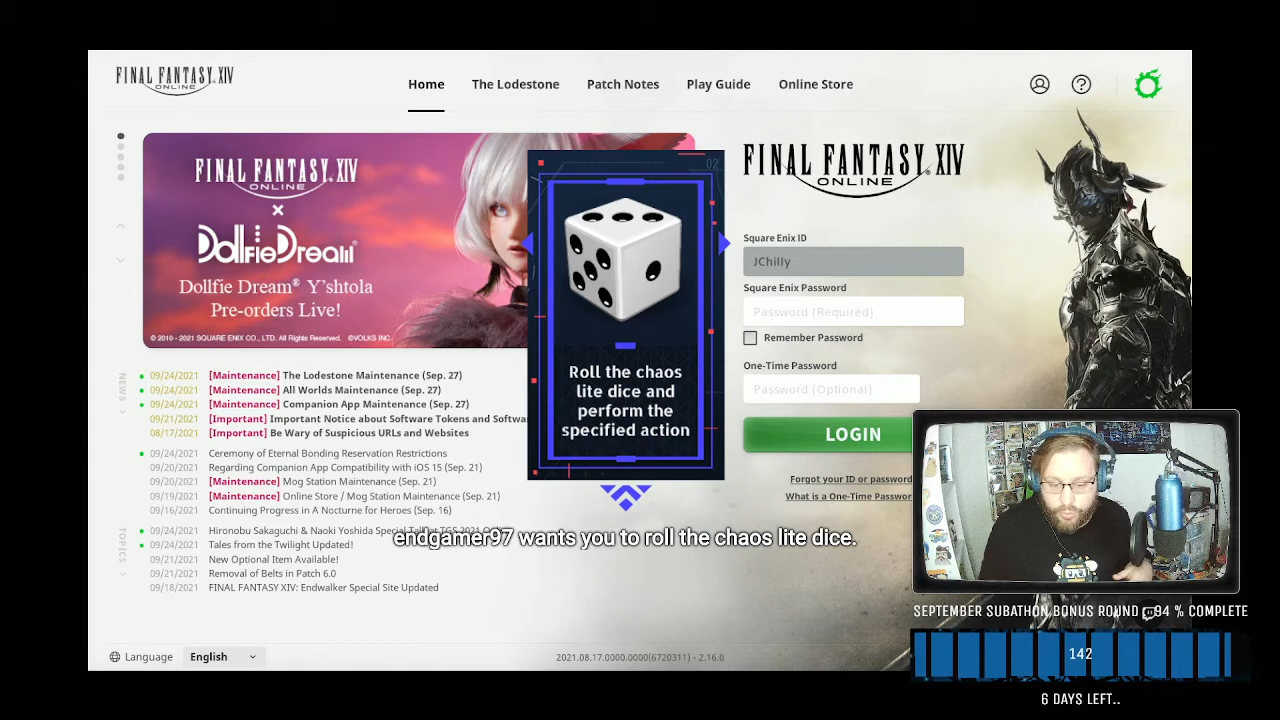 FINAL FANTASY XIV
ONLINE
Home
The Lodestone
Patch Notes
Play Guide
Online Store
FINAL FANTASY XIV
ONLINE
×
DollfieDream
Dollfie Dream® Y'shtola
Pre-orders Live!
© 2010 - 2021 SQUARE ENIX CO., LTD. All Rights Reserved. ©VOLKS INC.
NEWS
09/24/2021 [Maintenance] The Lodestone Maintenance (Sep. 27)
09/24/2021 [Maintenance] All Worlds Maintenance (Sep. 27)
09/24/2021 [Maintenance] Companion App Maintenance (Sep. 27)
09/21/2021 [Important] Important Notice about Software Tokens and Softwa
08/17/2021 [Important] Be Wary of Suspicious URLs and Websites
09/24/2021 Ceremony of Eternal Bonding Reservation Restrictions
09/20/2021 Regarding Companion App Compatibility with iOS 15 (Sep. 21)
09/20/2021 [Maintenance] Mog Station Maintenance (Sep. 21)
09/19/2021 [Maintenance] Online Store / Mog Station Maintenance (Sep. 21)
09/16/2021 Continuing Progress in A Nocturne for Heroes (Sep. 16)
TOPICS
09/24/2021 Hironobu Sakaguchi & Naoki Yoshida Special Talk at TGS 2021 O
09/24/2021 Tales from the Twilight Updated!
09/21/2021 New Optional Item Available!
09/21/2021 Removal of Belts in Patch 6.0
09/18/2021 FINAL FANTASY XIV: Endwalker Special Site Updated
02
Roll the chaos
lite dice and
perform the
specified action
endgamer97 wants you to roll the chaos lite dice.
FINAL FANTASY XIV
ONLINE
Square Enix ID
JChilly
Square Enix Password
Password (Required)
Remember Password
One-Time Password
Password (Optional)
LOGIN
Forgot your ID or password
What is a One-Time Passwor
SEPTEMBER SUBATHON BONUS ROUND 94 % COMPLETE
142
6 DAYS LEFT..
Language English
2021.08.17.0000.0000(6720311) - 2.16.0